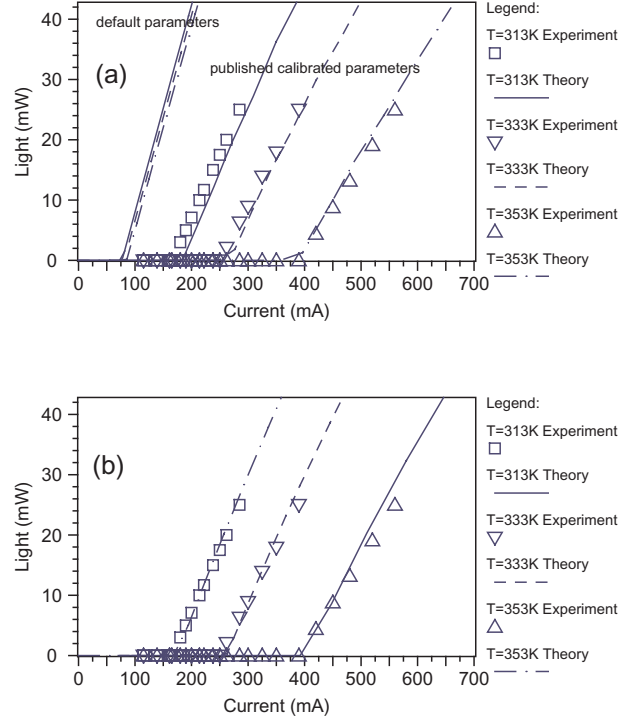 default parameters
(a)
published calibrated parameters
Light (mW)
40
30
20
10
0
0 100 200 300 400 500 600 700
Current (mA)
Legend:
T=313K Experiment
T=313K Theory
T=333K Experiment
T=333K Theory
T=353K Experiment
T=353K Theory
(b)
Light (mW)
40
30
20
10
0
0 100 200 300 400 500 600 700
Current (mA)
Legend:
T=313K Experiment
T=313K Theory
T=333K Experiment
T=333K Theory
T=353K Experiment
T=353K Theory